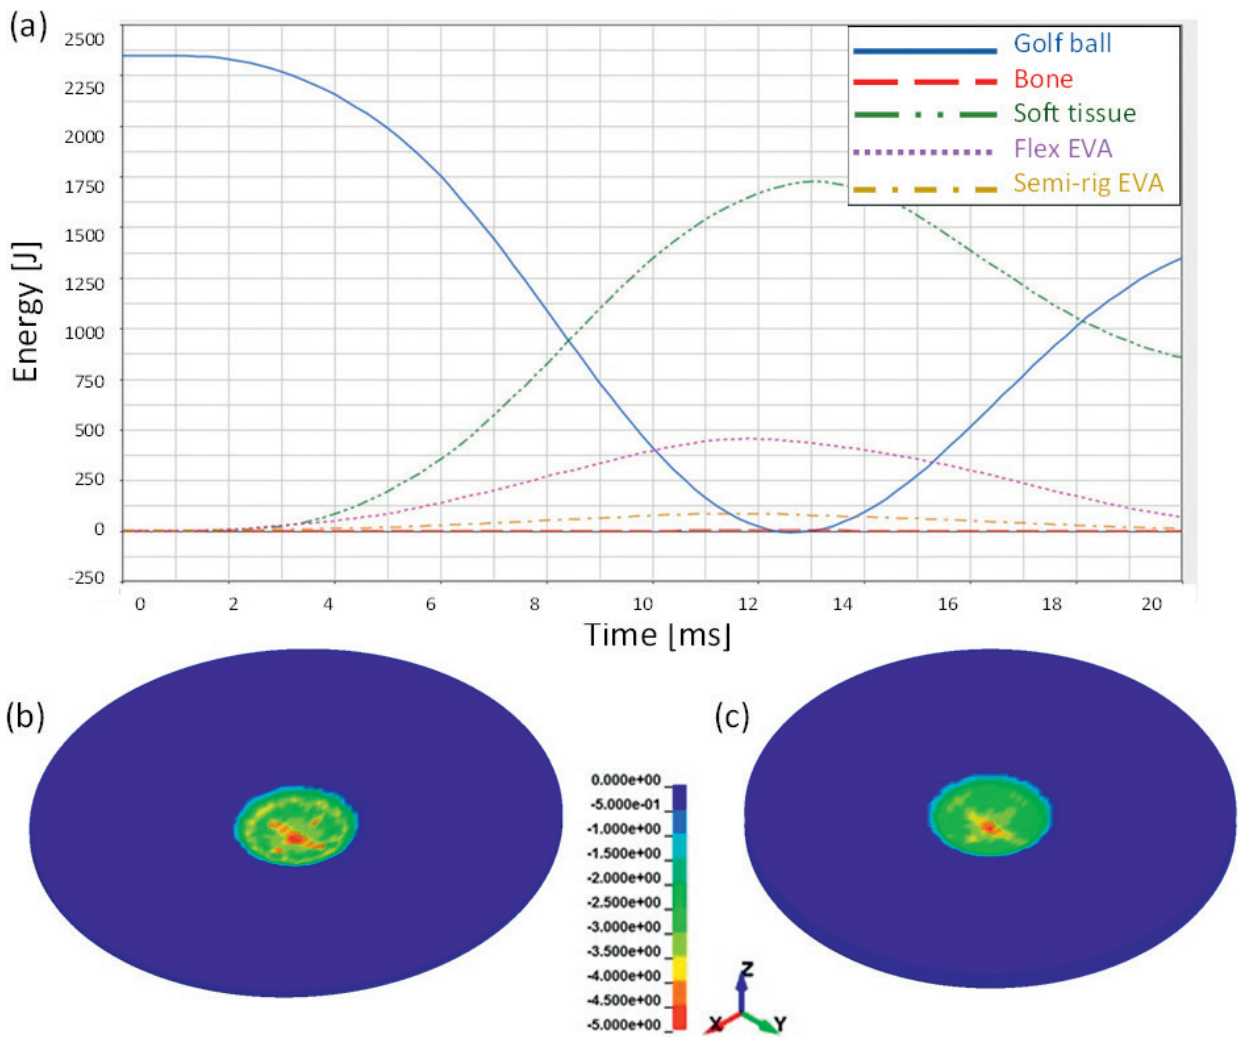 (a)
2500
2250
2000
1750
1500
1250
1000
750
500
250
0
-250
Energy [J]
Golf ball
Bone
Soft tissue
Flex EVA
Semi-rig EVA
0 2 4 6 8 10 12 14 16 18 20
Time [ms]
(b)
(c)
0.000e+00
-5.000e-01
-1.000e+00
-1.500e+00
-2.000e+00
-2.500e+00
-3.000e+00
-3.500e+00
-4.000e+00
-4.500e+00
-5.000e+00
Z
X Y